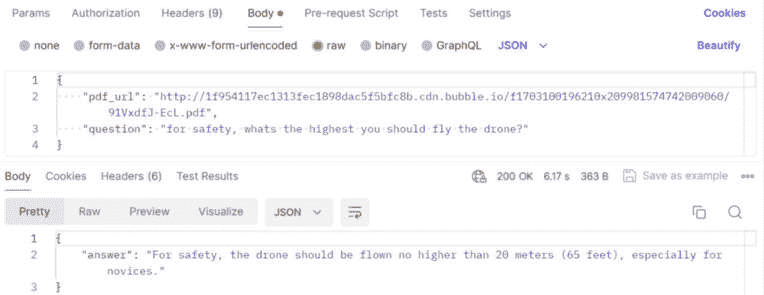 Params Authorization Headers (9) Body Pre-request Script Tests Settings Cookies
none form-data x-www-form-urlencoded raw binary GraphQL JSON Beautify
1 {
2 "pdf_url": "http://1f954117ec1313fec1898dac5f5bfc8b.cdn.bubble.io/f1703100196210x209981574742009060/
91VxdfJ-EcL.pdf",
3 "question": "for safety, whats the highest you should fly the drone?"
4 }
Body Cookies Headers (6) Test Results 200 OK 6.17 s 363 B Save as example
Pretty Raw Preview Visualize JSON
1 {
2 "answer": "For safety, the drone should be flown no higher than 20 meters (65 feet), especially for
novices."
3 }